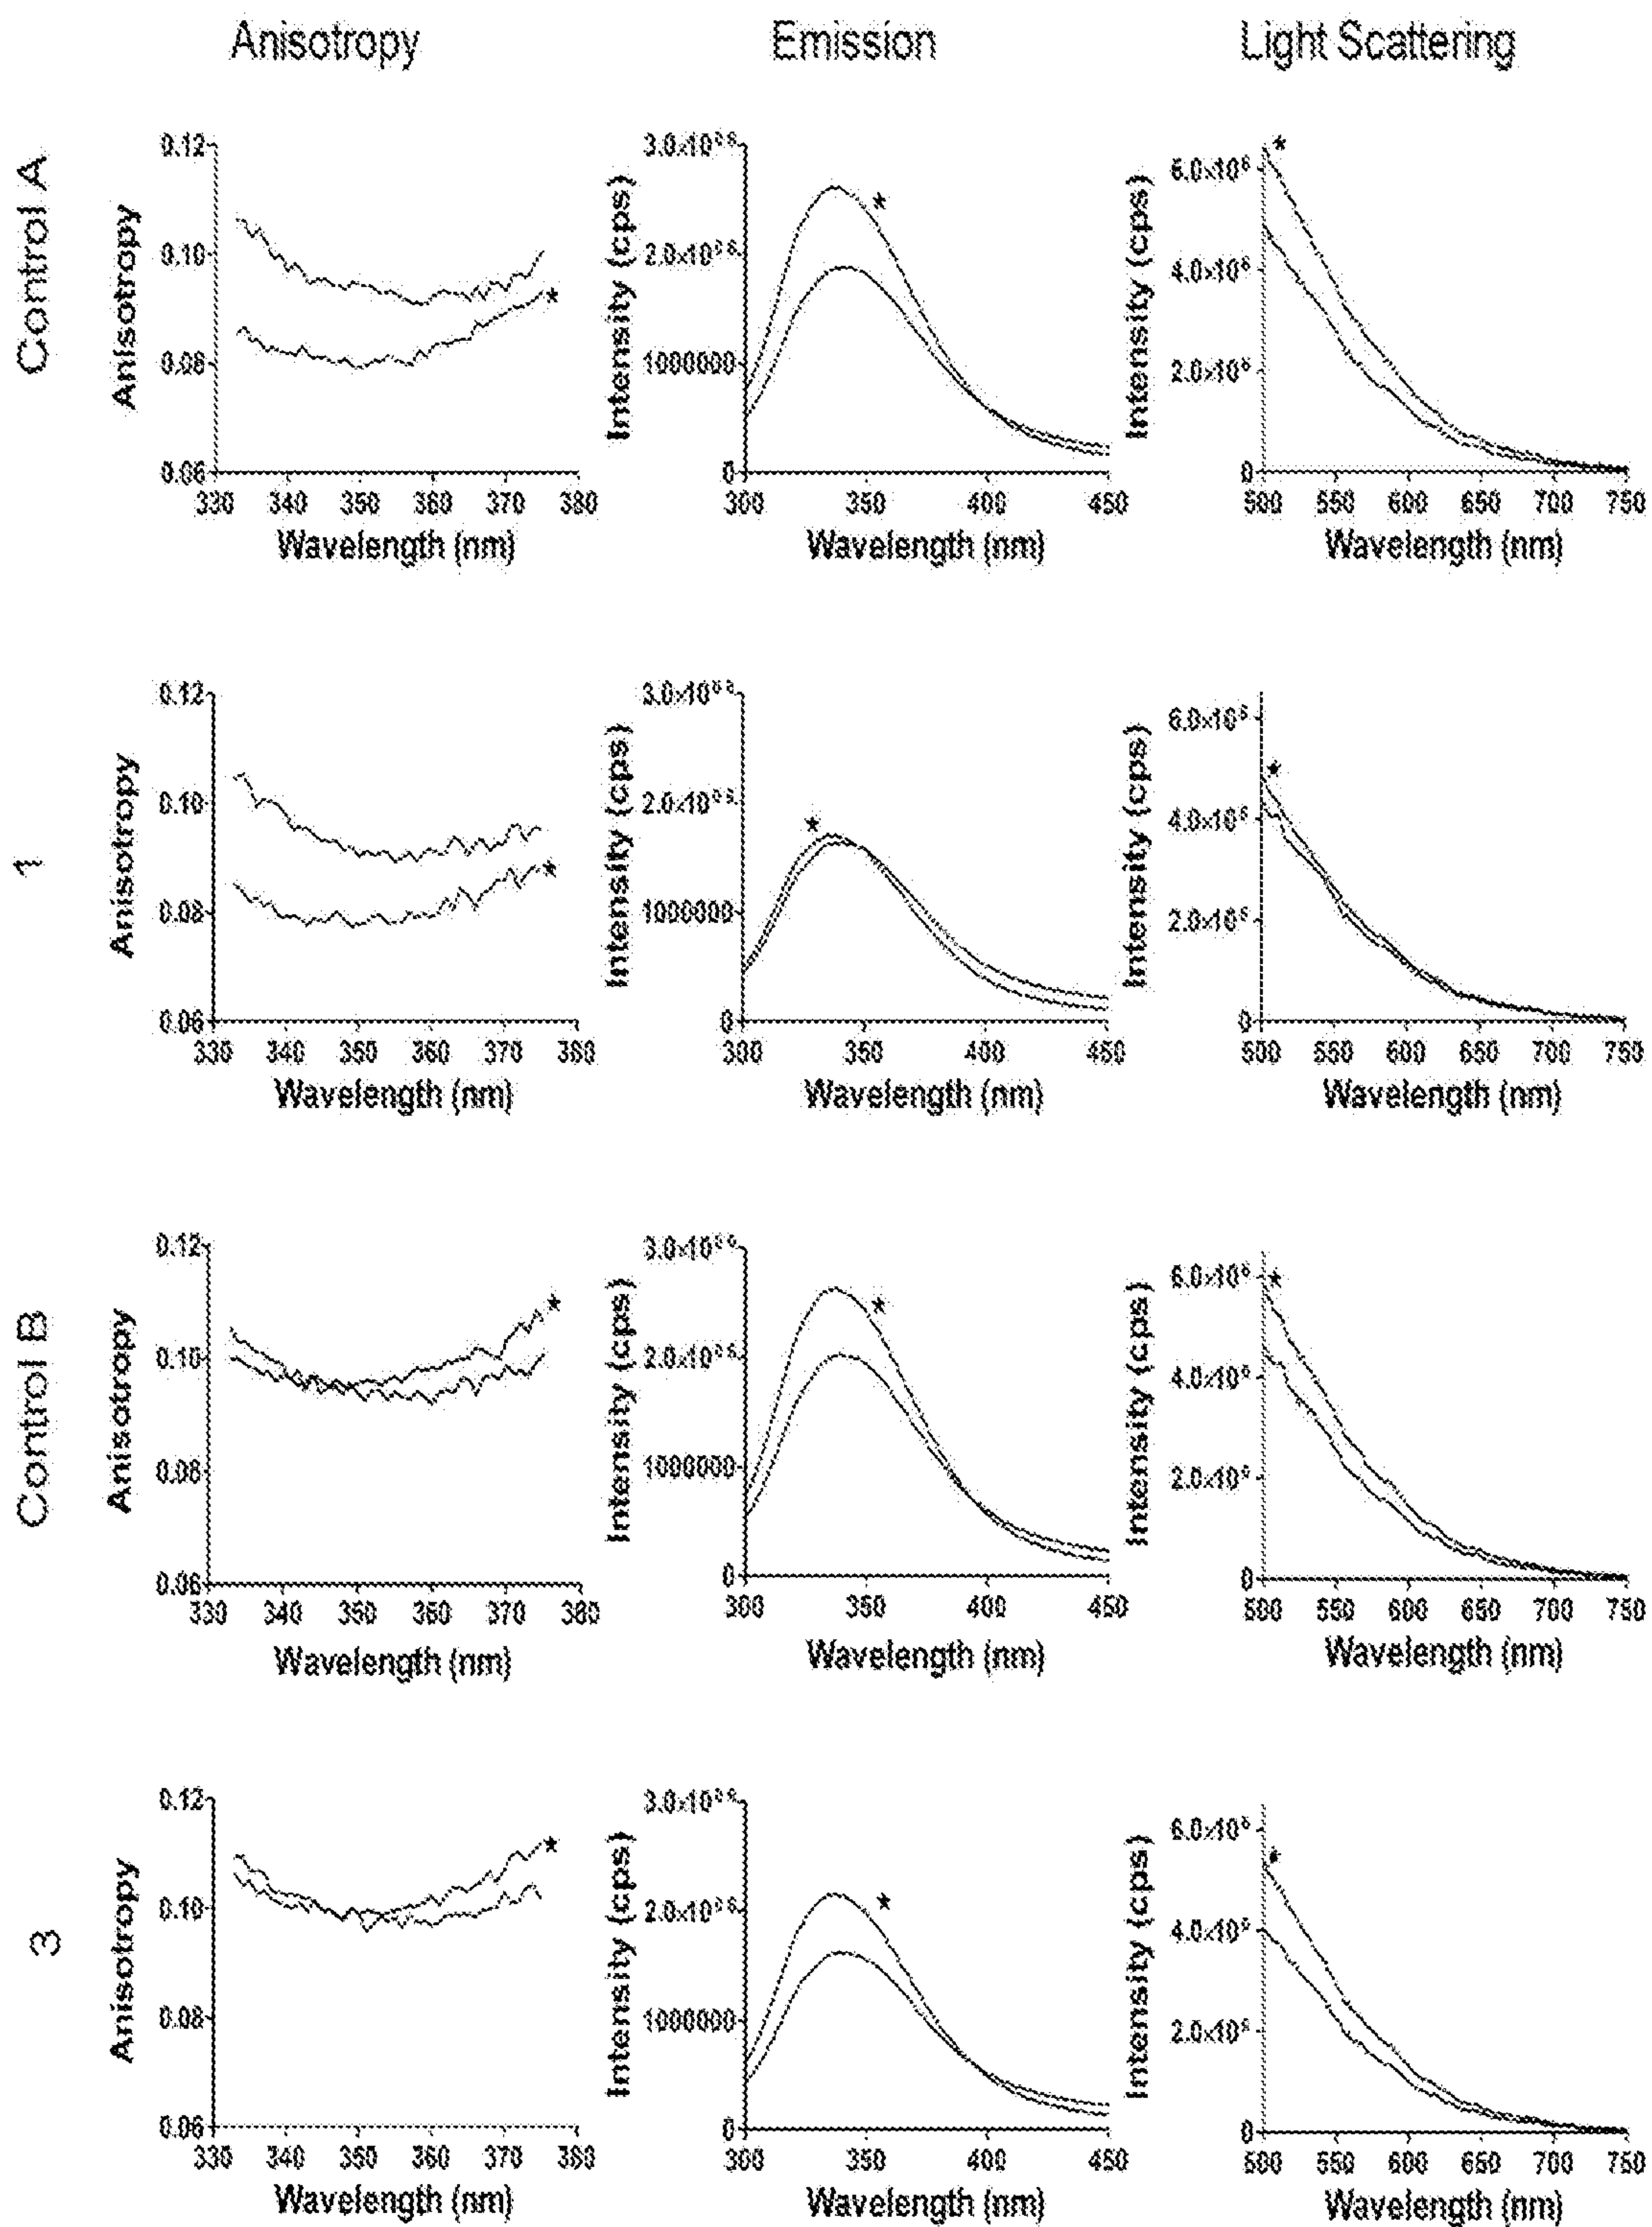 Anisotropy Emission Light Scattering
Control A
Anisotropy
0.12
0.10
0.08
0.06
330 340 350 360 370 380
Wavelength (nm)
Intensity (cps)
1000000
0
300 350 400 450
Wavelength (nm)
Intensity (cps)
0
500 550 600 650 700 750
Wavelength (nm)
1
Anisotropy
0.12
0.10
0.08
0.06
330 340 350 360 370 380
Wavelength (nm)
Intensity (cps)
1000000
0
300 350 400 450
Wavelength (nm)
Intensity (cps)
0
500 550 600 650 700 750
Wavelength (nm)
Control B
Anisotropy
0.12
0.10
0.08
0.06
330 340 350 360 370 380
Wavelength (nm)
Intensity (cps)
1000000
0
300 350 400 450
Wavelength (nm)
Intensity (cps)
0
500 550 600 650 700 750
Wavelength (nm)
3
Anisotropy
0.12
0.10
0.08
0.06
330 340 350 360 370 380
Wavelength (nm)
Intensity (cps)
1000000
0
300 350 400 450
Wavelength (nm)
Intensity (cps)
0
500 550 600 650 700 750
Wavelength (nm)